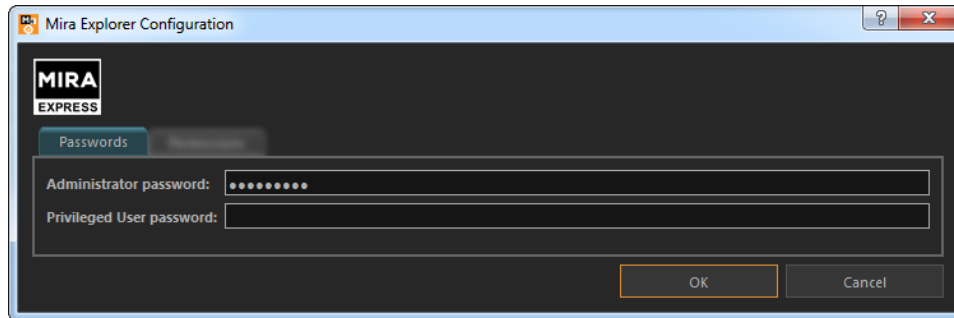 Mira Explorer Configuration
MIRA
EXPRESS
Passwords
Administrator password: •••••••••
Privileged User password:
OK Cancel